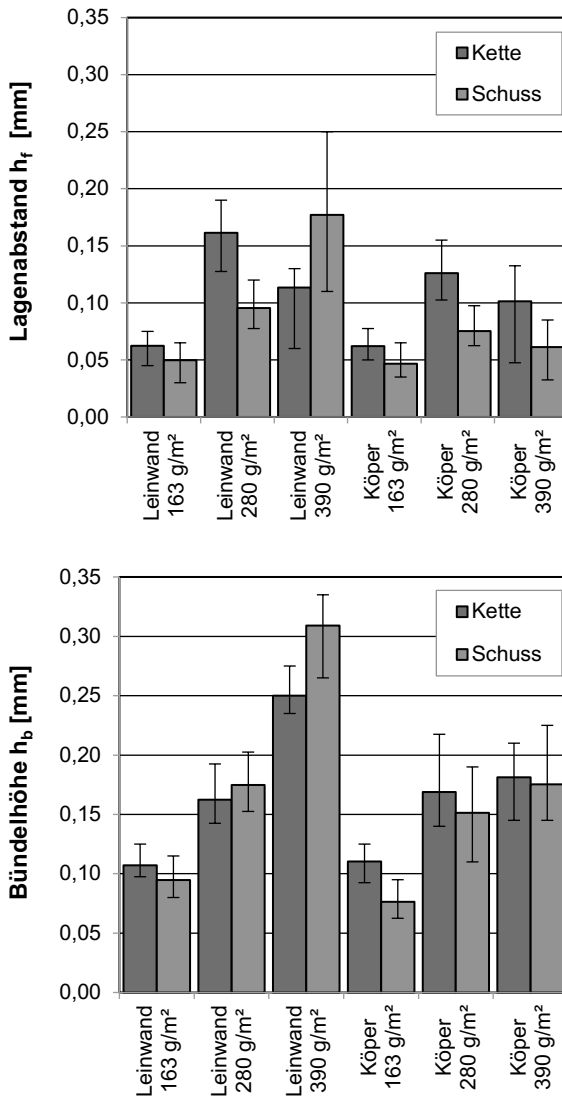 Lagenabstand h_f [mm]
0,35
0,30
0,25
0,20
0,15
0,10
0,05
0,00
Kette
Schuss
Leinwand
163 g/m²
Leinwand
280 g/m²
Leinwand
390 g/m²
Köper
163 g/m²
Köper
280 g/m²
Köper
390 g/m²
Bündelhöhe h_b [mm]
0,35
0,30
0,25
0,20
0,15
0,10
0,05
0,00
Kette
Schuss
Leinwand
163 g/m²
Leinwand
280 g/m²
Leinwand
390 g/m²
Köper
163 g/m²
Köper
280 g/m²
Köper
390 g/m²